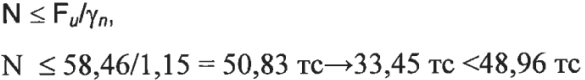 N ≤ Fu/γn,
N ≤ 58,46/1,15 = 50,83 тс→33,45 тс <48,96 тс